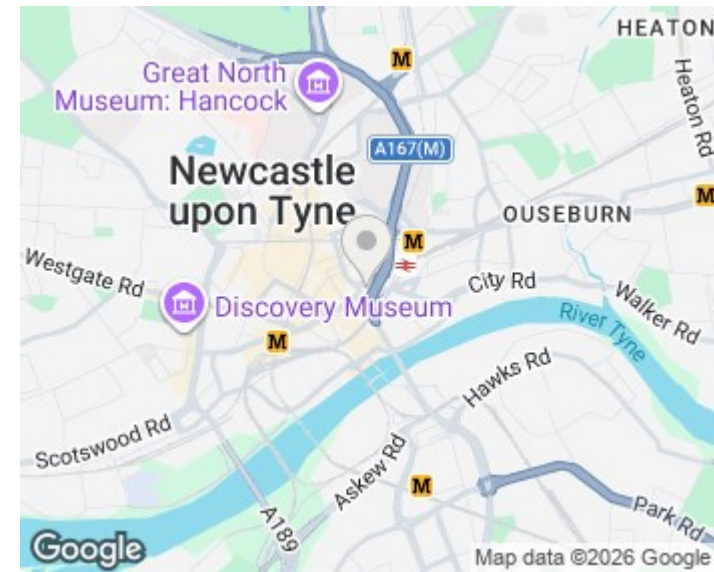 HEATON
Heaton Rd
M
Great North
Museum: Hancock
A167(M)
Newcastle
upon Tyne
M
OUSEBURN
M
Westgate Rd
Discovery Museum
City Rd
Walker Rd
River Tyne
M
Hawks Rd
Scotswood Rd
Askew Rd
M
A189
Park Rd
Google
Map data ©2026 Google